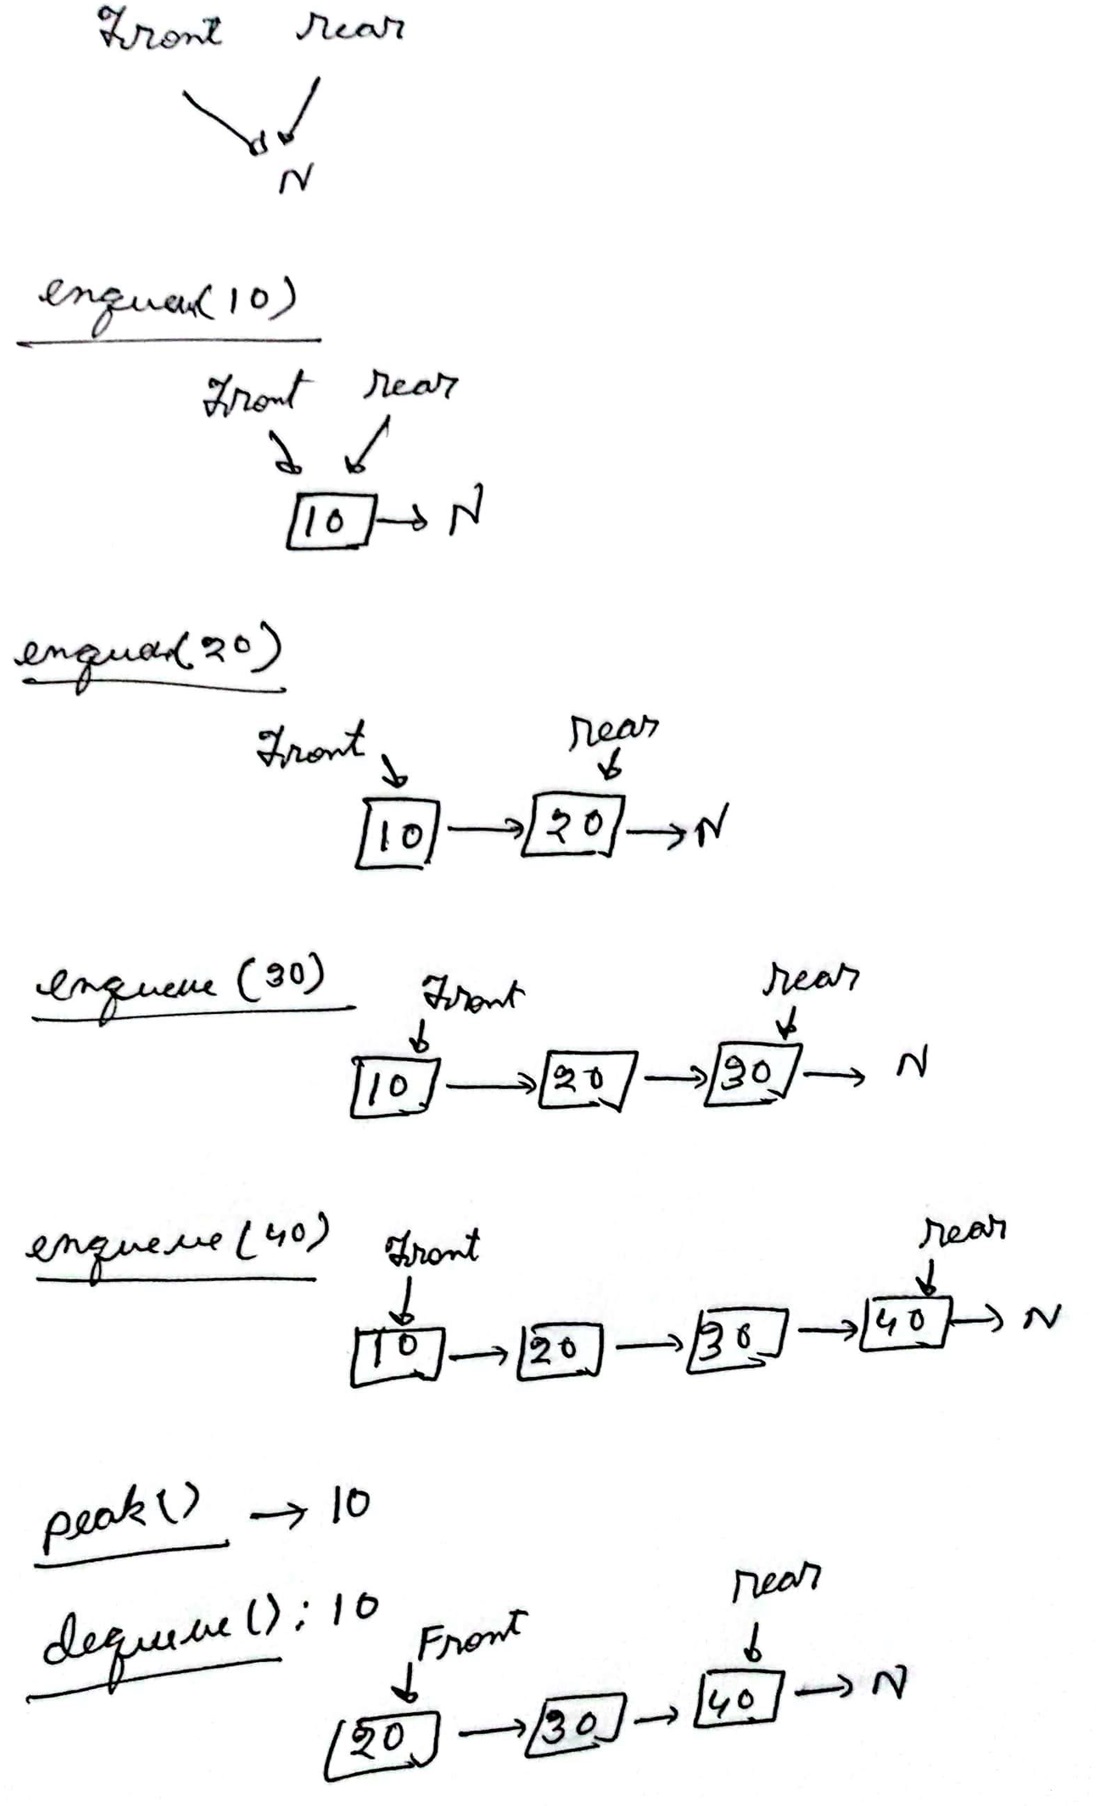 Front rear
N
enqueue(10)
Front rear
10 → N
enqueue(20)
Front rear
10 → 20 → N
enqueue (30)
Front rear
10 → 20 → 30 → N
enqueue(40)
Front rear
10 → 20 → 30 → 40 → N
peak() → 10
dequeue(): 10
Front rear
20 → 30 → 40 → N